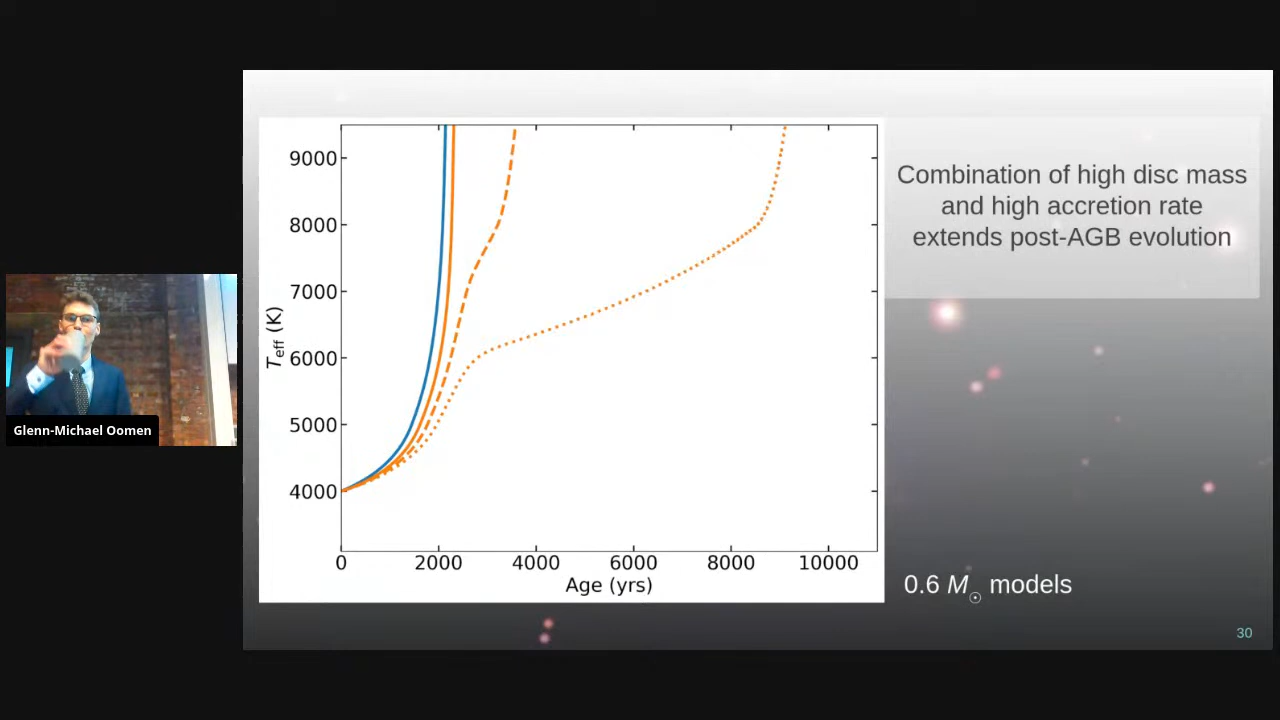 Combination of high disc mass
and high accretion rate
extends post-AGB evolution
9000
8000
7000
6000
5000
4000
T_eff (K)
0 2000 4000 6000 8000 10000
Age (yrs)
Glenn-Michael Oomen
0.6 M☉ models
30